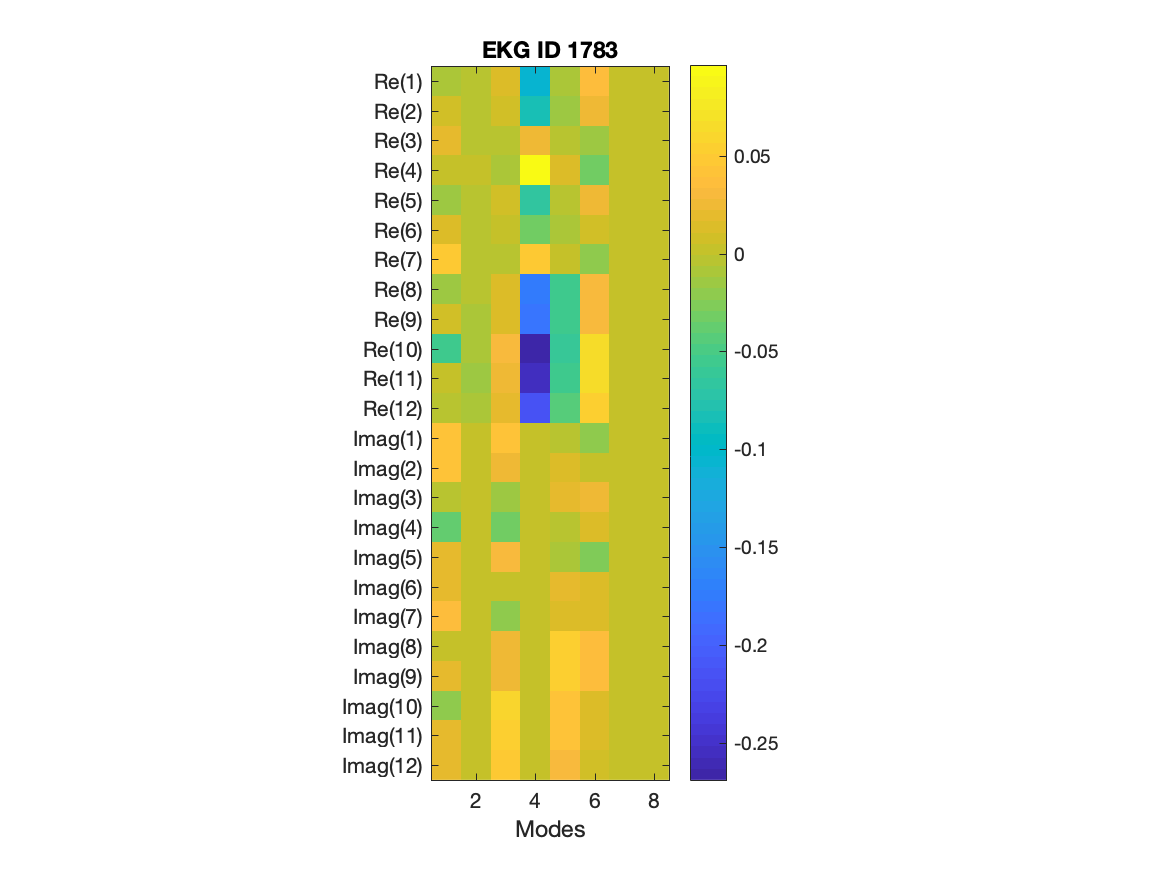 EKG ID 1783
Re(1)
Re(2)
Re(3)
Re(4)
Re(5)
Re(6)
Re(7)
Re(8)
Re(9)
Re(10)
Re(11)
Re(12)
Imag(1)
Imag(2)
Imag(3)
Imag(4)
Imag(5)
Imag(6)
Imag(7)
Imag(8)
Imag(9)
Imag(10)
Imag(11)
Imag(12)
2 4 6 8
Modes
0.05
0
-0.05
-0.1
-0.15
-0.2
-0.25